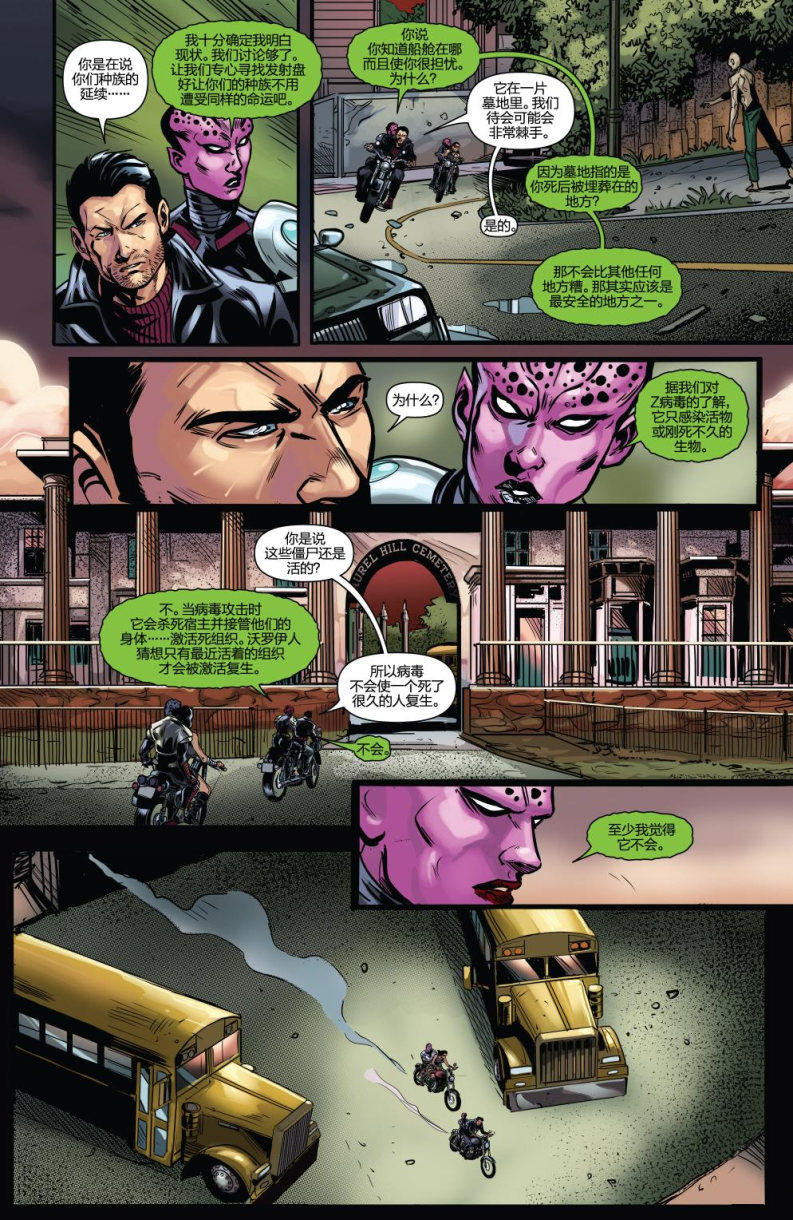 你是在说
你们种族的
延续……
我十分确定我明白
现状。我们讨论够了。
让我们专心寻找发射盘
好让你们的种族不用
遭受同样的命运吧。
你说
你知道船舱在哪
而且使你很担忧。
为什么?
它在一片
墓地里。我们
待会可能会
非常棘手。
因为墓地指的是
你死后被埋葬在的
地方?
是的。
那不会比其他任何
地方糟。那其实应该是
最安全的地方之一。
为什么?
据我们对
Z病毒的了解,
它只感染活物
或刚死不久的
生物。
你是说
这些僵尸还是
活的?
AUREL HILL CEMETERY
不。当病毒攻击时
它会杀死宿主并接管他们的
身体……激活死组织。沃罗伊人
猜想只有最近活着的组织
才会被激活复生。
所以病毒
不会使一个死了
很久的人复生。
不会。
至少我觉得
它不会。